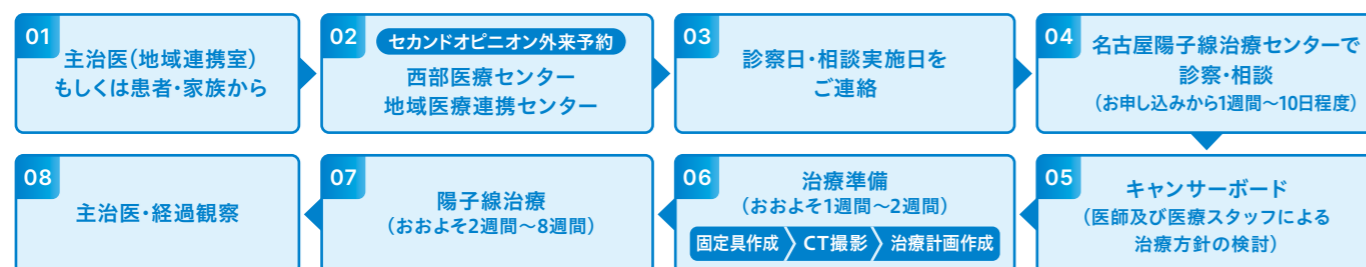 01
主治医(地域連携室)
もしくは患者・家族から
02
セカンドオピニオン外来予約
西部医療センター
地域医療連携センター
03
診察日・相談実施日を
ご連絡
04
名古屋陽子線治療センターで
診察・相談
(お申し込みから1週間～10日程度)
05
キャンサーボード
(医師及び医療スタッフによる
治療方針の検討)
06
治療準備
(おおよそ1週間～2週間)
固定具作成 CT撮影 治療計画作成
07
陽子線治療
(おおよそ2週間～8週間)
08
主治医・経過観察